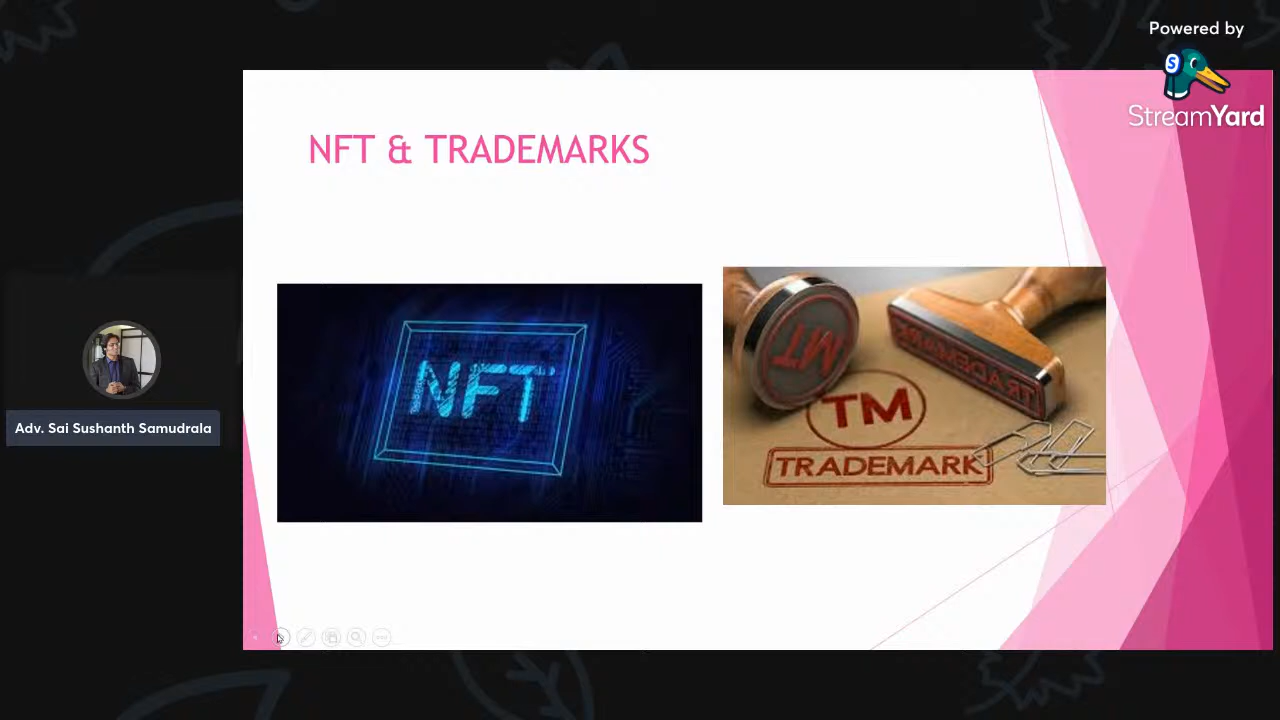 Powered by
S
StreamYard
NFT & TRADEMARKS
NFT
TM
TRADEMARK
TM
TRADEMARK
Adv. Sai Sushanth Samudrala